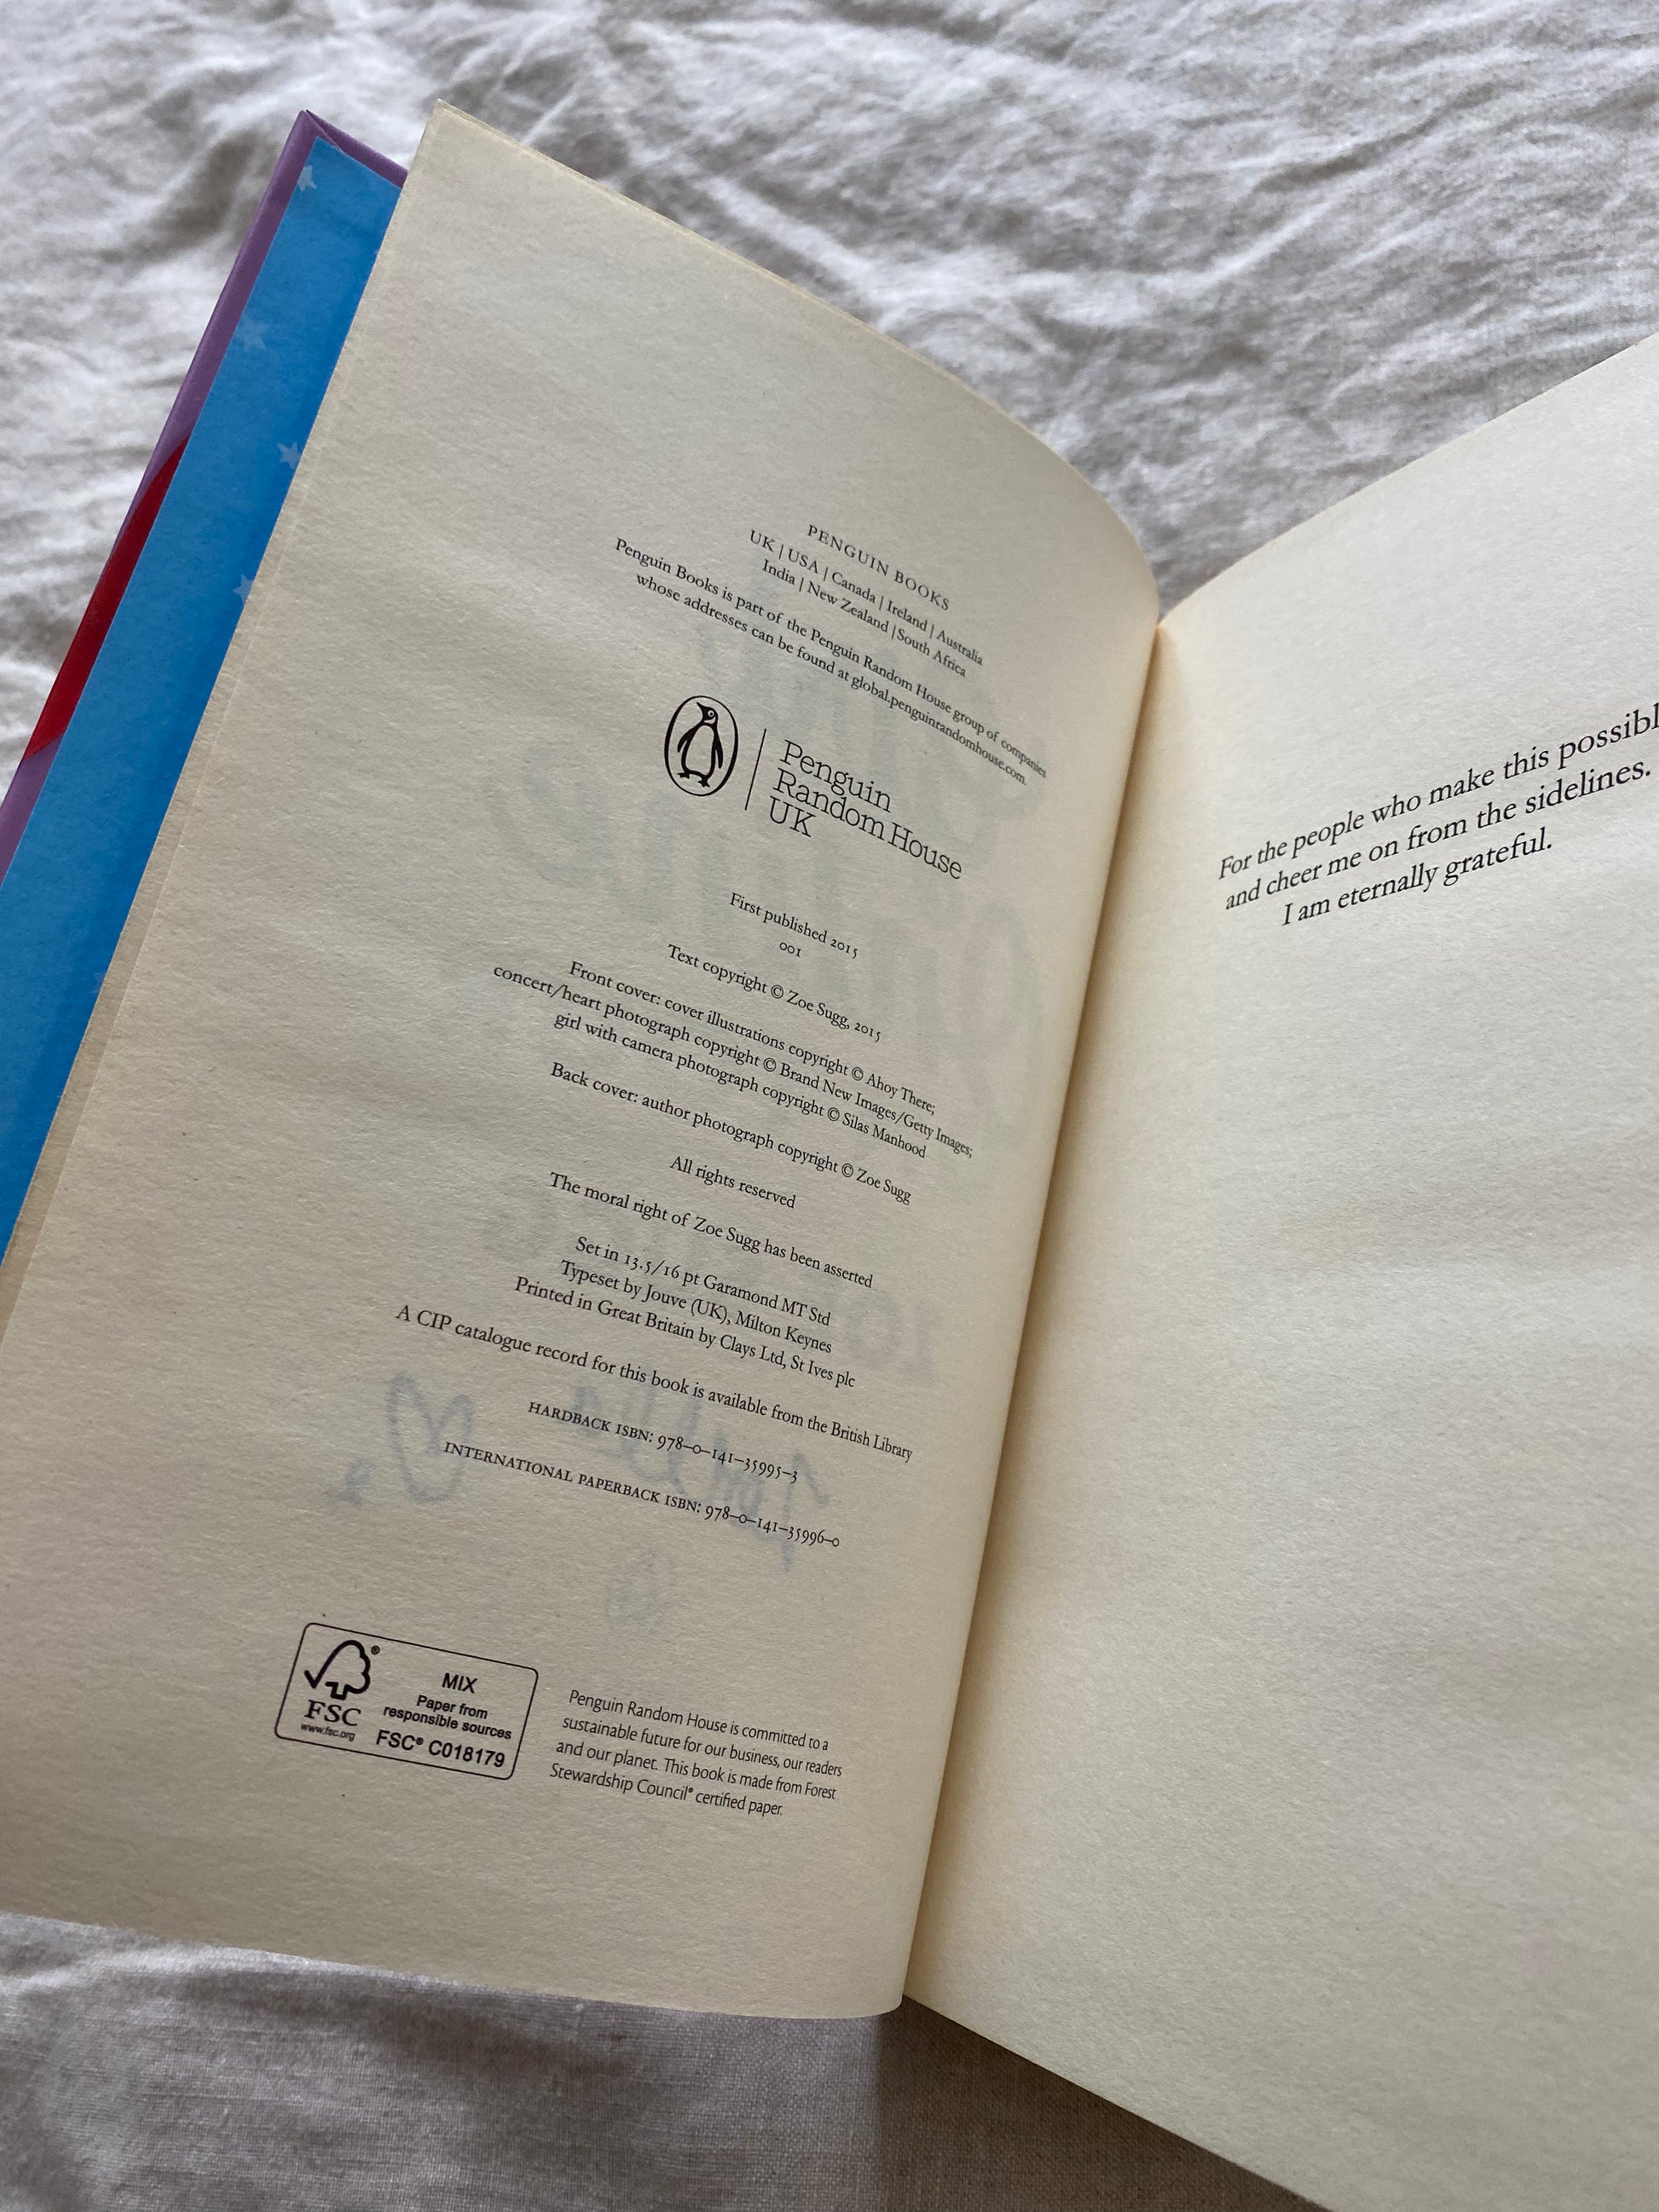 PENGUIN BOOKS
UK | USA | Canada | Ireland | Australia
India | New Zealand | South Africa
Penguin Books is part of the Penguin Random House group of companies
whose addresses can be found at global.penguinrandomhouse.com.
Penguin
Random House
UK
First published 2015
001
Text copyright © Zoe Sugg, 2015
Front cover: cover illustrations copyright © Ahoy There;
concert/heart photograph copyright © Brand New Images/Getty Images;
girl with camera photograph copyright © Silas Manhood
Back cover: author photograph copyright © Zoe Sugg
All rights reserved
The moral right of Zoe Sugg has been asserted
Set in 13.5/16 pt Garamond MT Std
Typeset by Jouve (UK), Milton Keynes
Printed in Great Britain by Clays Ltd, St Ives plc
A CIP catalogue record for this book is available from the British Library
HARDBACK ISBN: 978–0–141–35995–3
INTERNATIONAL PAPERBACK ISBN: 978–0–141–35996–0
FSC
www.fsc.org
MIX
Paper from
responsible sources
FSC® C018179
Penguin Random House is committed to a
sustainable future for our business, our readers
and our planet. This book is made from Forest
Stewardship Council® certified paper.
For the people who make this possibl
and cheer me on from the sidelines.
I am eternally grateful.